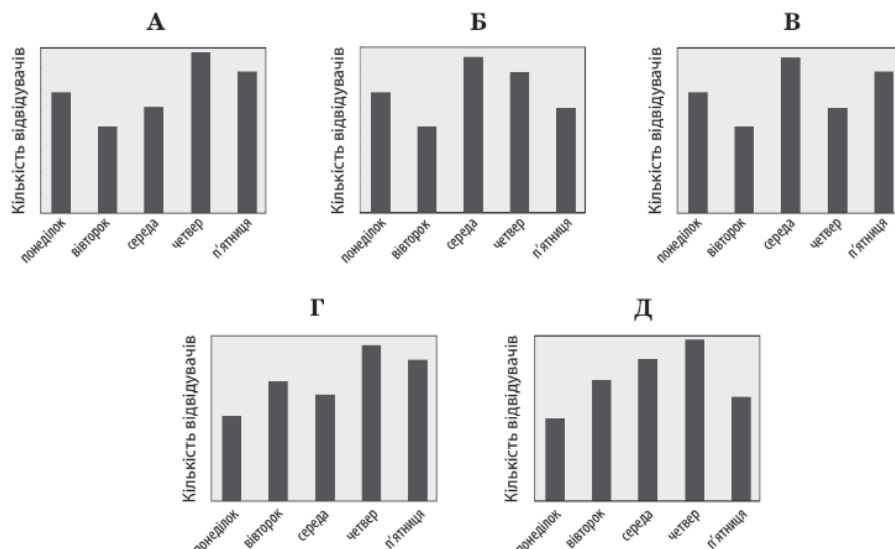 А
Кількість відвідувачів
понеділок
вівторок
середа
четвер
п'ятниця
Б
Кількість відвідувачів
понеділок
вівторок
середа
четвер
п'ятниця
В
Кількість відвідувачів
понеділок
вівторок
середа
четвер
п'ятниця
Г
Кількість відвідувачів
понеділок
вівторок
середа
четвер
п'ятниця
Д
Кількість відвідувачів
понеділок
вівторок
середа
четвер
п'ятниця